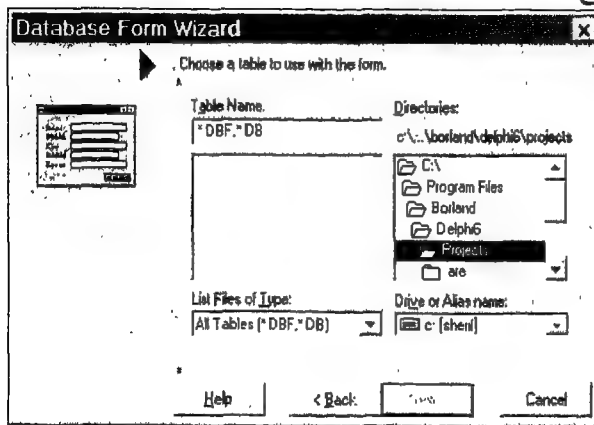 Database Form Wizard
Choose a table to use with the form.
Table Name.
*.DBF,*.DB
Directories:
c:\...\borland\delphi6\projects
C:\
Program Files
Borland
Delphi6
Projects
are
List Files of Type:
All Tables (*.DBF,*.DB)
Drive or Alias name:
c: [shen!]
Help
< Back
Cancel